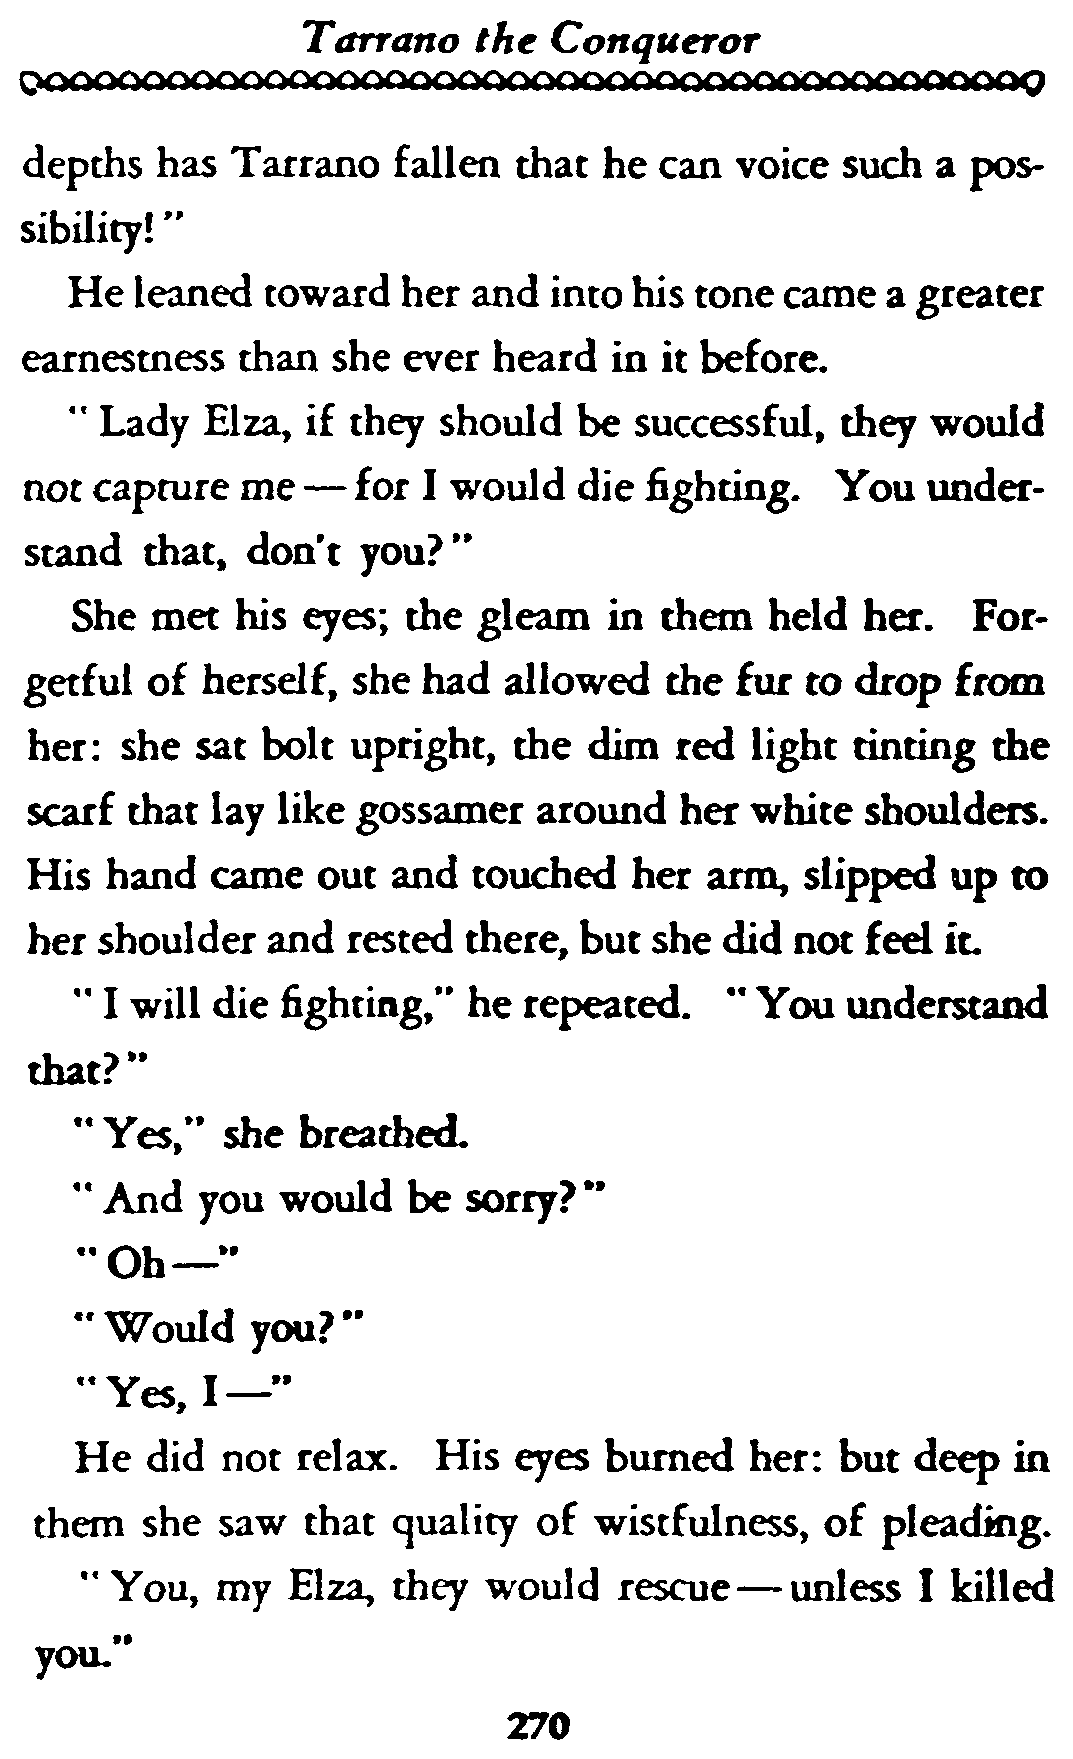 Tarrano the Conqueror
depths has Tarrano fallen that he can voice such a pos-
sibility!"
He leaned toward her and into his tone came a greater
earnestness than she ever heard in it before.
"Lady Elza, if they should be successful, they would
not capture me — for I would die fighting. You under-
stand that, don't you?"
She met his eyes; the gleam in them held her. For-
getful of herself, she had allowed the fur to drop from
her: she sat bolt upright, the dim red light tinting the
scarf that lay like gossamer around her white shoulders.
His hand came out and touched her arm, slipped up to
her shoulder and rested there, but she did not feel it.
"I will die fighting," he repeated. "You understand
that?"
"Yes," she breathed.
"And you would be sorry?"
"Oh—"
"Would you?"
"Yes, I—"
He did not relax. His eyes burned her: but deep in
them she saw that quality of wistfulness, of pleading.
"You, my Elza, they would rescue — unless I killed
you."
270